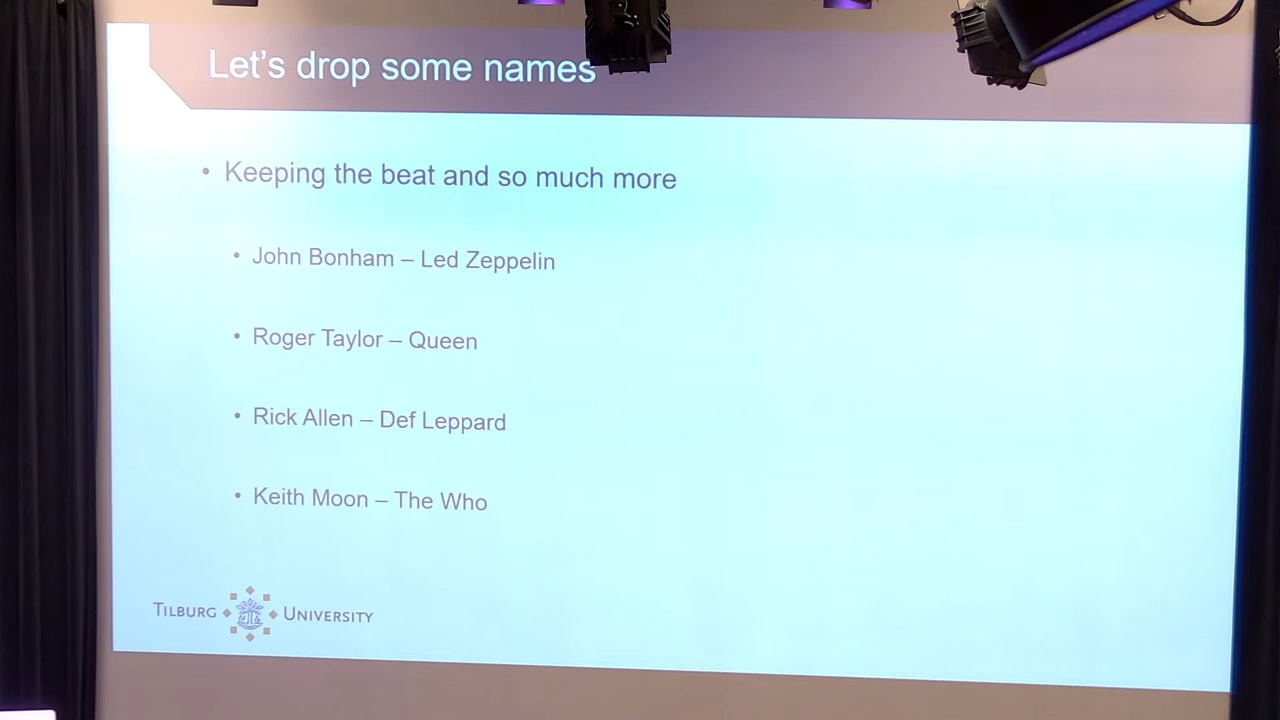 Let's drop some names
• Keeping the beat and so much more
• John Bonham – Led Zeppelin
• Roger Taylor – Queen
• Rick Allen – Def Leppard
• Keith Moon – The Who
TILBURG UNIVERSITY